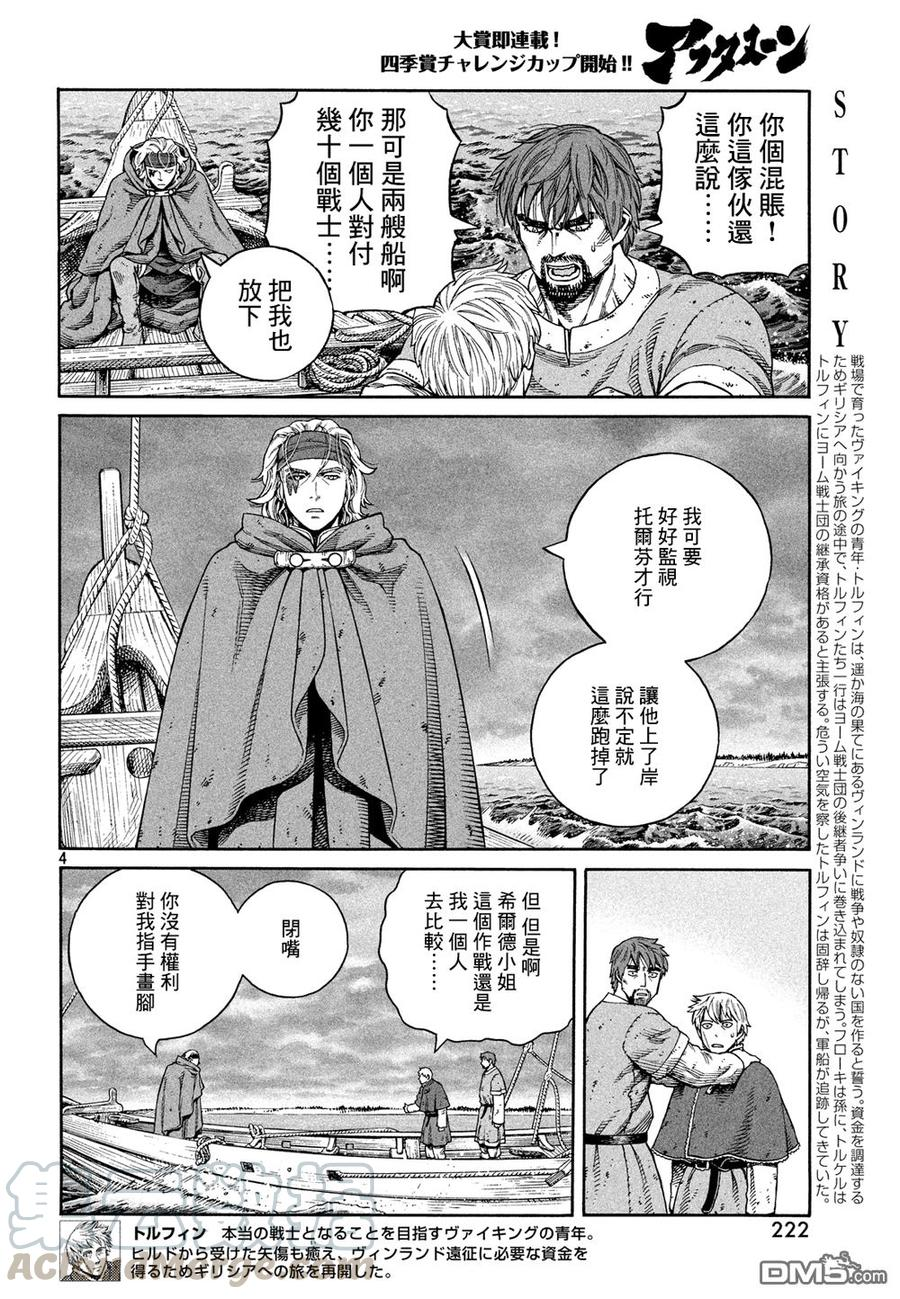 大賞即連載!
四季賞チャレンジカップ開始!!
アフタヌーン
STORY
戦場で育ったヴァイキングの青年・トルフィンは、遥か海の果てにあるヴィンランドに戦争や奴隷のない国を作ると誓う。資金を調達する
ためギリシアへ向かう旅の途中で、トルフィンたち一行はヨーム戦士団の後継者争いに巻き込まれてしまう。フローキは孫に、トルケルは
トルフィンにヨーム戦士団の継承資格があると主張する。危うい空気を察したトルフィンは固辞し帰るが、軍船が追跡してきていた。
你個混賬!
你這傢伙還
這麼說……
那可是兩艘船啊
你一個人對付
幾十個戰士……
把我也
放下
我可要
好好監視
托爾芬才行
讓他上了岸
說不定就
這麼跑掉了
4
但 但是啊
希爾德小姐
這個作戰還是
我一個人
去比較……
閉嘴
你沒有權利
對我指手畫腳
222
トルフィン 本当の戦士となることを目指すヴァイキングの青年。
ヒルドから受けた矢傷も癒え、ヴィンランド遠征に必要な資金を
得るためギリシアへの旅を再開した。
DM5.com